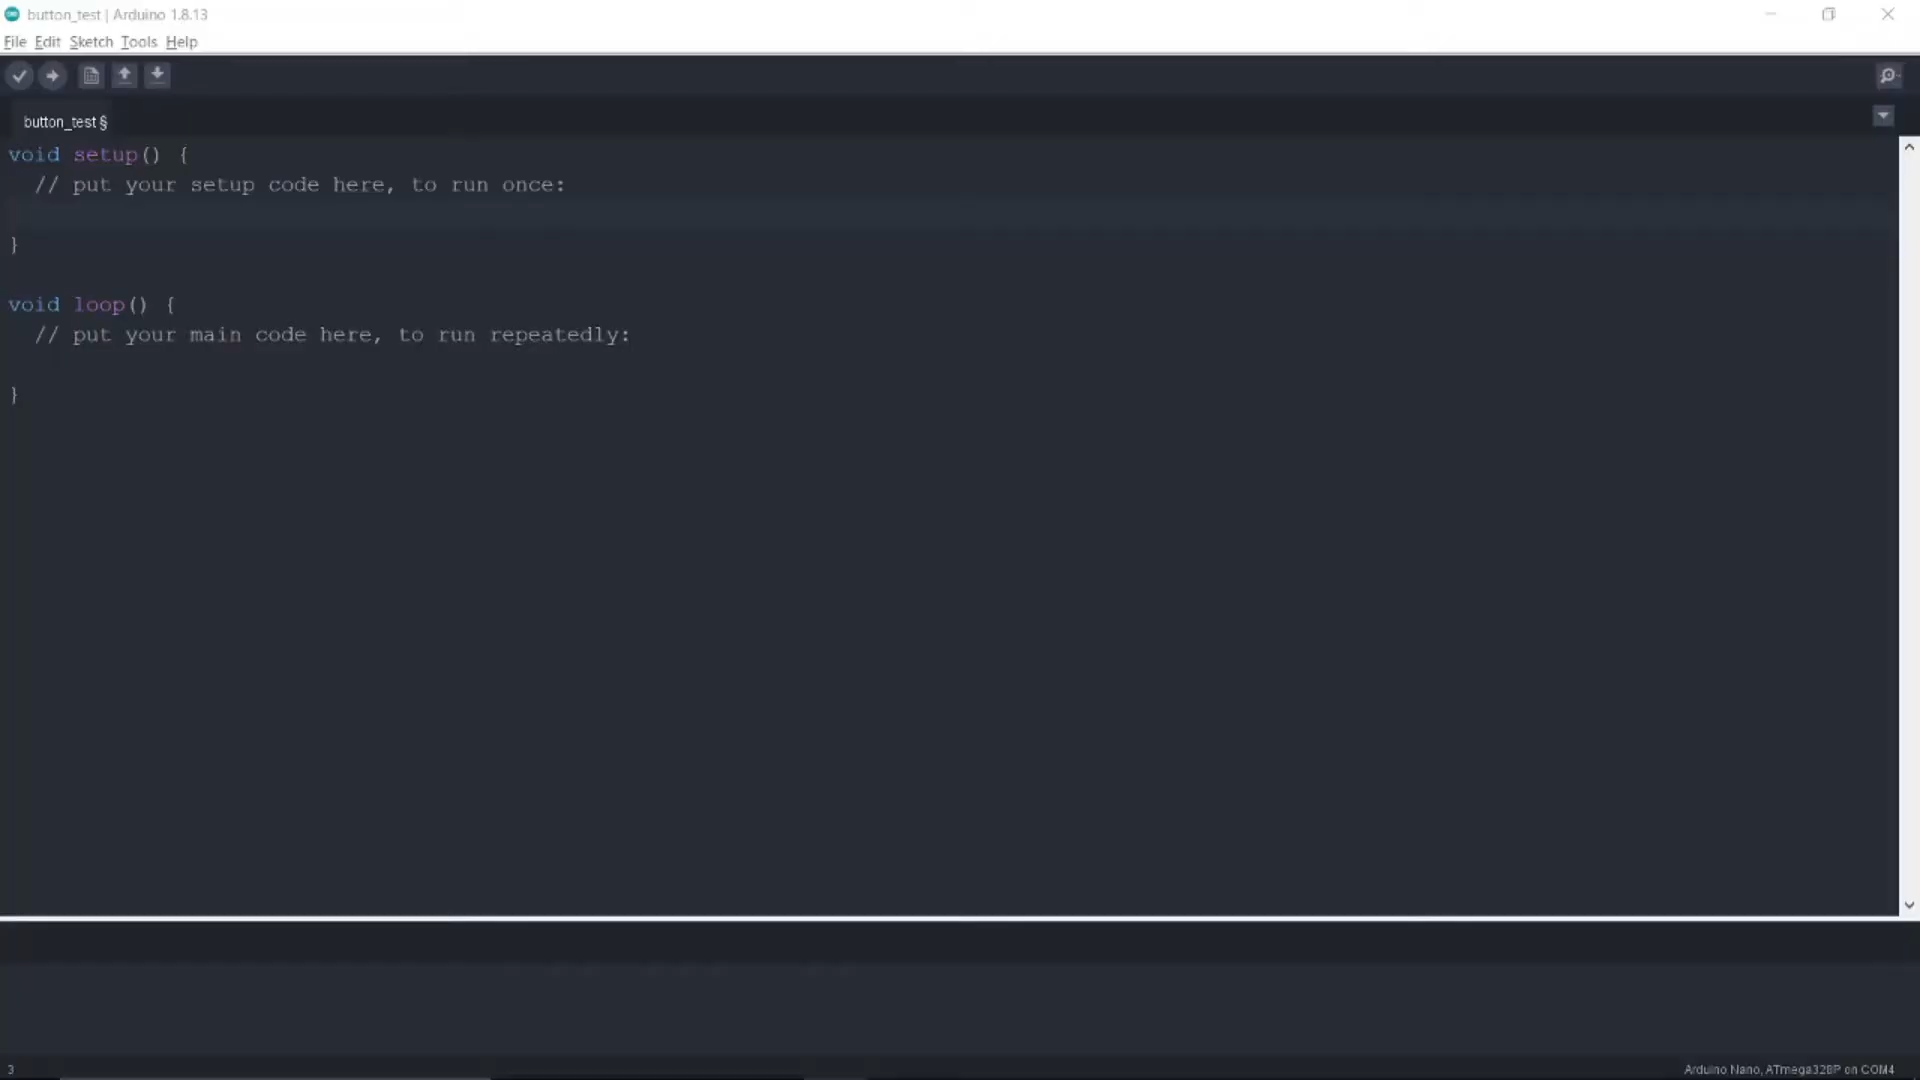 button_test | Arduino 1.8.13
File Edit Sketch Tools Help
button_test §
void setup() {
  // put your setup code here, to run once:
}
void loop() {
  // put your main code here, to run repeatedly:
}
3
Arduino Nano, ATmega328P on COM4